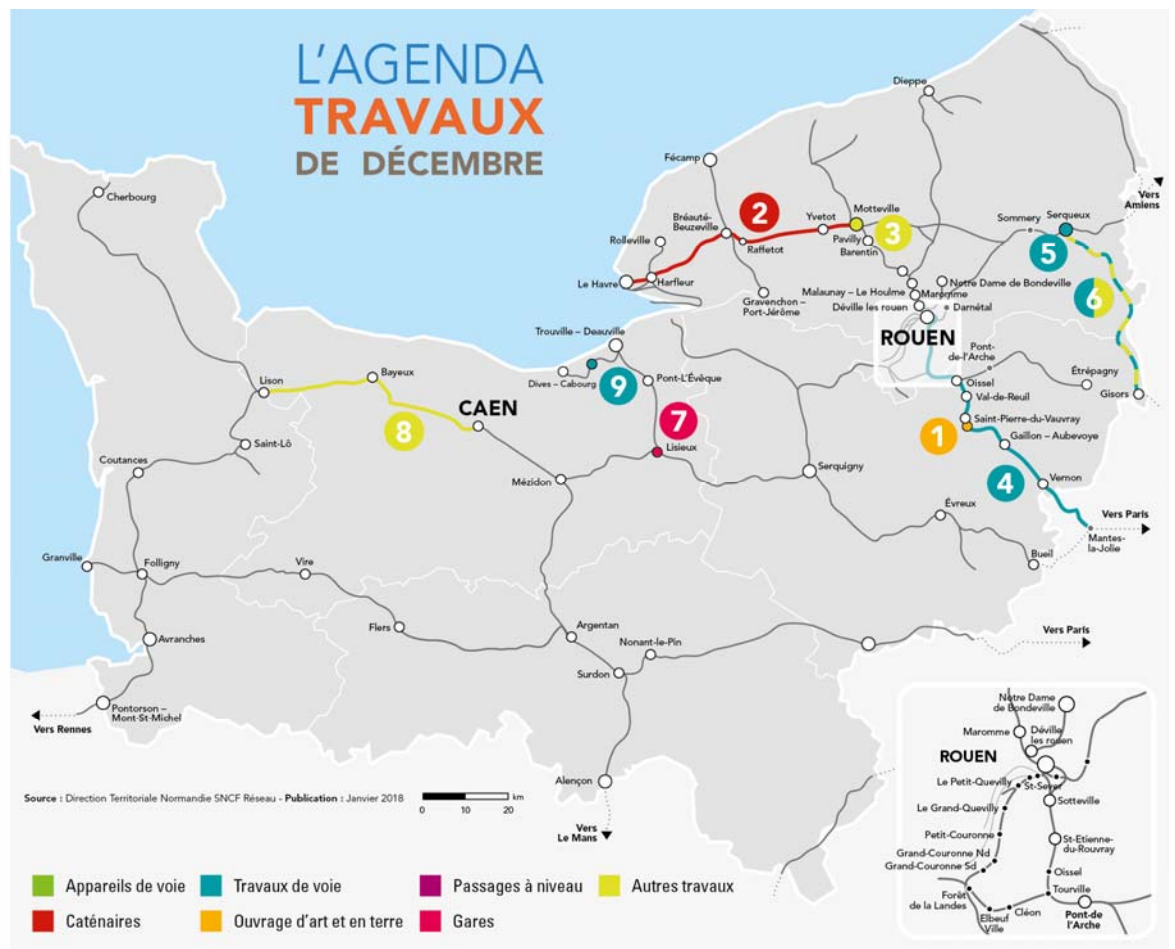 L'AGENDA
TRAVAUX
DE DÉCEMBRE
Dieppe
Fécamp
Cherbourg
Vers
Amiens
2
Bréauté-
Beuzeville
Yvetot
Motteville
3
Sommery
Serqueux
Rolleville
Raffetot
Pavilly
Barentin
5
Le Havre
Harfleur
Gravenchon –
Port-Jérôme
Malaunay – Le Houlme
Maromme
Notre Dame de Bondeville
6
Déville les rouen
Darnétal
Trouville – Deauville
ROUEN
Pont-
de-l'Arche
Étrépagny
Bayeux
Lison
Dives – Cabourg
9
Pont-L'Évêque
Oissel
Val-de-Reuil
Gisors
CAEN
8
7
Saint-Pierre-du-Vauvray
1
Gaillon – Aubevoye
Saint-Lô
Lisieux
Coutances
Mézidon
Serquigny
4
Vernon
Évreux
Vers Paris
Mantes-
la-Jolie
Granville
Folligny
Vire
Bueil
Flers
Argentan
Nonant-le-Pin
Vers Paris
Avranches
Surdon
Pontorson –
Mont-St-Michel
Vers Rennes
Alençon
Vers
Le Mans
Source : Direction Territoriale Normandie SNCF Réseau - Publication : Janvier 2018
km
0 10 20
Notre Dame
de Bondeville
Maromme
Déville
les rouen
ROUEN
Le Petit-Quevilly
St-Sever
Sotteville
Le Grand-Quevilly
Petit-Couronne
St-Etienne-
du-Rouvray
Grand-Couronne Nd
Grand-Couronne Sd
Oissel
Tourville
Forêt
de la Landes
Elbeuf
Ville
Cléon
Pont-de
l'Arche
Appareils de voie
Travaux de voie
Passages à niveau
Autres travaux
Caténaires
Ouvrage d'art et en terre
Gares